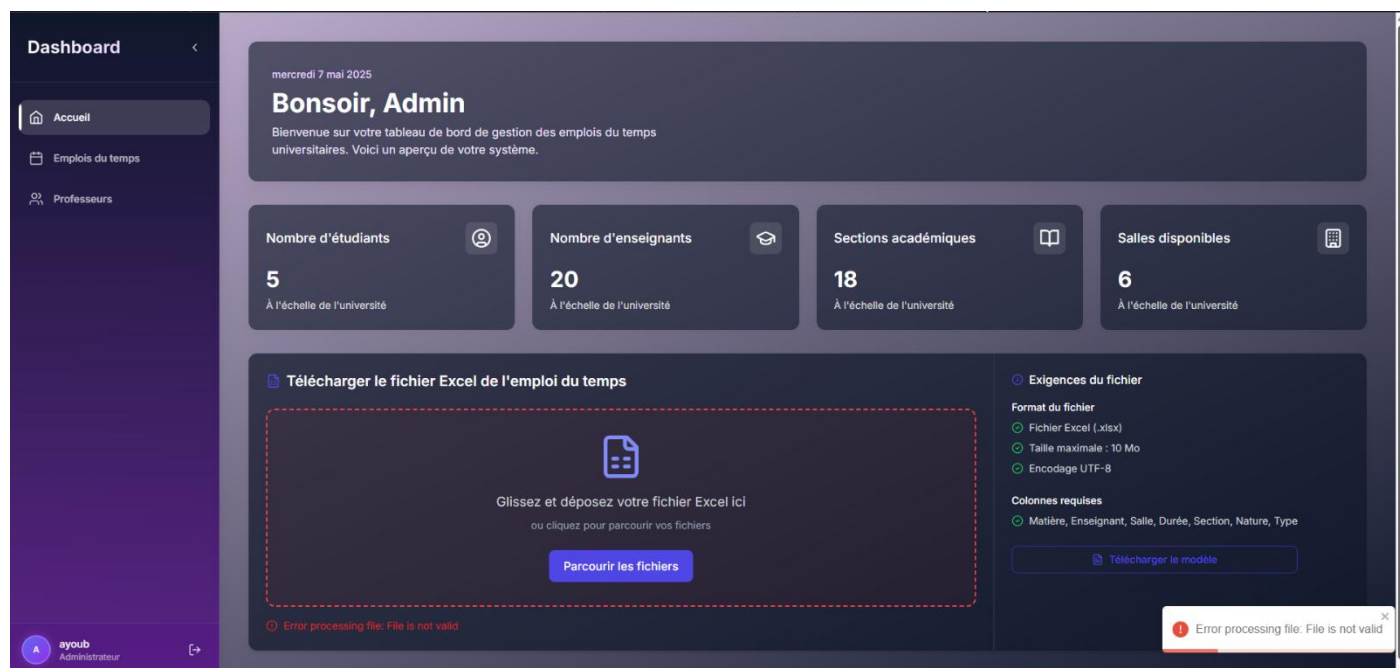 Dashboard
Accueil
Emplois du temps
Professeurs
A
ayoub
Administrateur
mercredi 7 mai 2025
Bonsoir, Admin
Bienvenue sur votre tableau de bord de gestion des emplois du temps
universitaires. Voici un aperçu de votre système.
Nombre d'étudiants
5
À l'échelle de l'université
Nombre d'enseignants
20
À l'échelle de l'université
Sections académiques
18
À l'échelle de l'université
Salles disponibles
6
À l'échelle de l'université
Télécharger le fichier Excel de l'emploi du temps
Glissez et déposez votre fichier Excel ici
ou cliquez pour parcourir vos fichiers
Parcourir les fichiers
Error processing file: File is not valid
Exigences du fichier
Format du fichier
Fichier Excel (.xlsx)
Taille maximale : 10 Mo
Encodage UTF-8
Colonnes requises
Matière, Enseignant, Salle, Durée, Section, Nature, Type
Télécharger le modèle
Error processing file: File is not valid